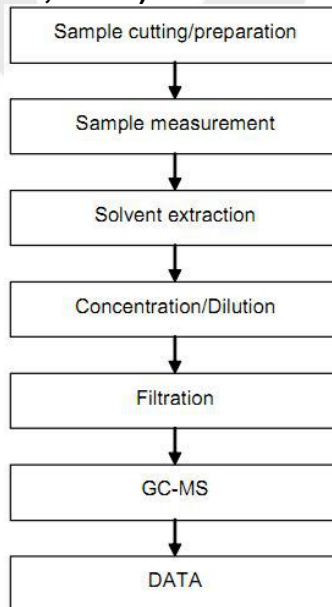 Sample cutting/preparation
Sample measurement
Solvent extraction
Concentration/Dilution
Filtration
GC-MS
DATA